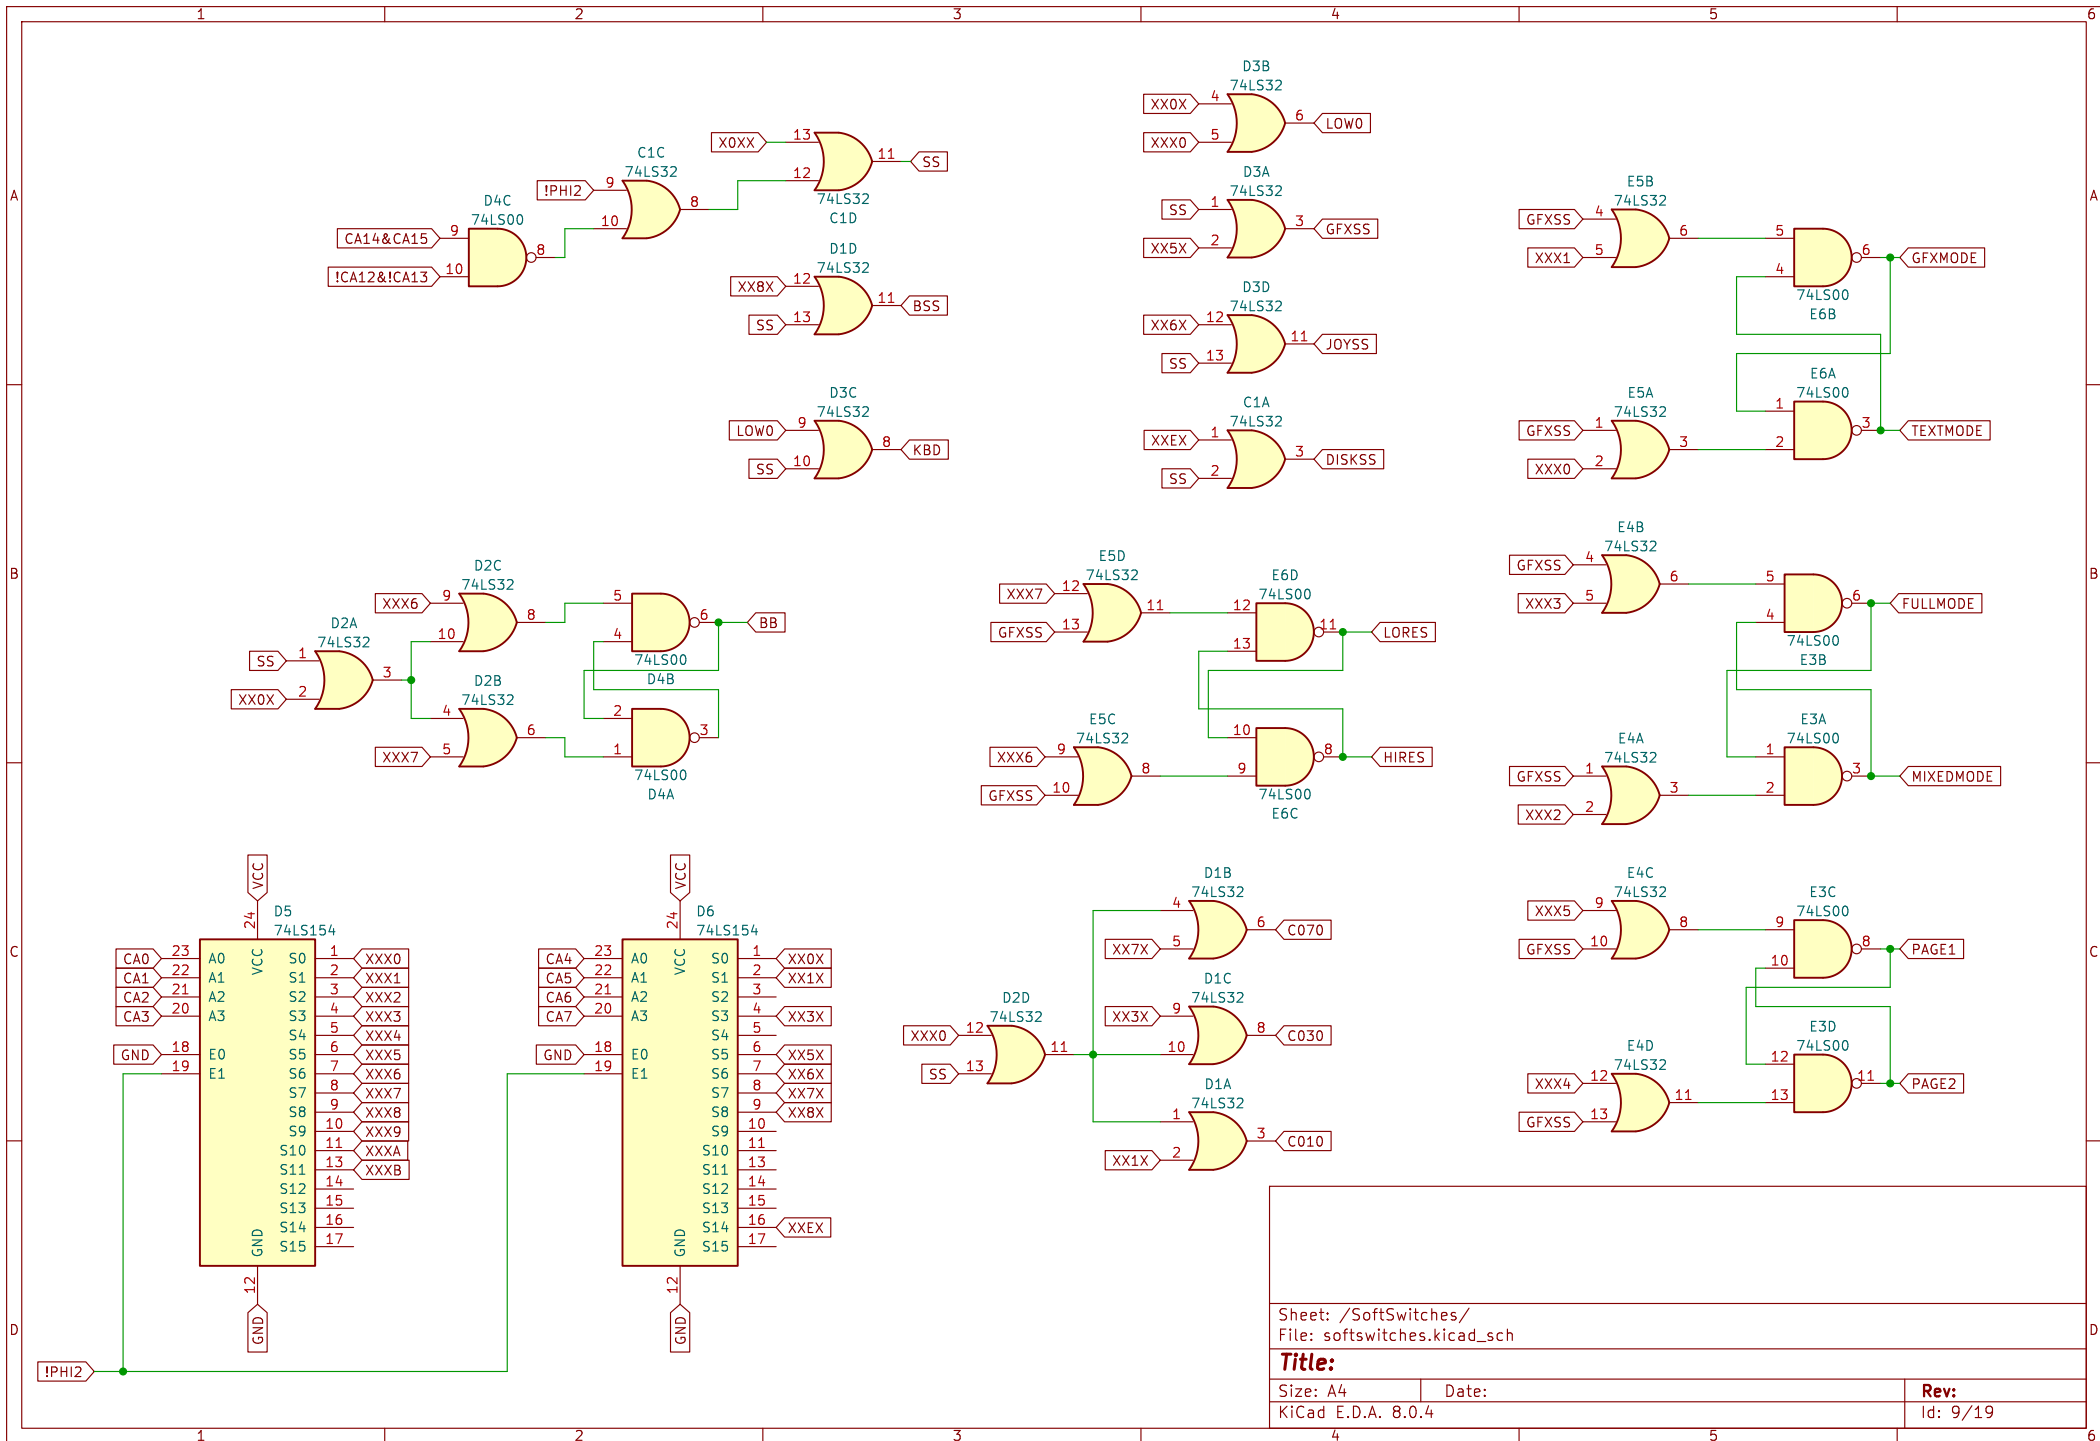 1 2 3 4 5 6
A
B
C
D
A
B
C
D
1 2 3 4 5 6
D4C
74LS00
CA14&CA15 9
!CA12&!CA13 10
8
C1C
74LS32
!PHI2 9
10
8
X0XX 13
12
11 SS
74LS32
C1D
D1D
74LS32
XX8X 12
SS 13
11 BSS
D3C
74LS32
LOW0 9
SS 10
8 KBD
D3B
74LS32
XX0X 4
XXX0 5
6 LOW0
D3A
74LS32
SS 1
XX5X 2
3 GFXSS
D3D
74LS32
XX6X 12
SS 13
11 JOYSS
C1A
74LS32
XXEX 1
SS 2
3 DISKSS
E5B
74LS32
GFXSS 4
XXX1 5
6
5
4
6 GFXMODE
74LS00
E6B
E6A
74LS00
E5A
74LS32
GFXSS 1
XXX0 2
3
1
2
3 TEXTMODE
D2A
74LS32
SS 1
XX0X 2
3
D2C
74LS32
XXX6 9
10
8
D2B
74LS32
4
XXX7 5
6
5
4
6 BB
74LS00
D4B
2
1
3
74LS00
D4A
E5D
74LS32
XXX7 12
GFXSS 13
11
E6D
74LS00
12
13
11 LORES
E5C
74LS32
XXX6 9
GFXSS 10
8
10
9
8 HIRES
74LS00
E6C
E4B
74LS32
GFXSS 4
XXX3 5
6
5
4
6 FULLMODE
74LS00
E3B
E4A
74LS32
GFXSS 1
XXX2 2
3
E3A
74LS00
1
2
3 MIXEDMODE
VCC
24
D5
74LS154
VCC
CA0 23 A0
CA1 22 A1
CA2 21 A2
CA3 20 A3
GND 18 E0
19 E1
S0 1 XXX0
S1 2 XXX1
S2 3 XXX2
S3 4 XXX3
S4 5 XXX4
S5 6 XXX5
S6 7 XXX6
S7 8 XXX7
S8 9 XXX8
S9 10 XXX9
S10 11 XXXA
S11 13 XXXB
S12 14
S13 15
S14 16
S15 17
GND
12
GND
!PHI2
VCC
24
D6
74LS154
VCC
CA4 23 A0
CA5 22 A1
CA6 21 A2
CA7 20 A3
GND 18 E0
19 E1
S0 1 XX0X
S1 2 XX1X
S2 3
S3 4 XX3X
S4 5
S5 6 XX5X
S6 7 XX6X
S7 8 XX7X
S8 9 XX8X
S9 10
S10 11
S11 13
S12 14
S13 15
S14 16 XXEX
S15 17
GND
12
GND
D2D
74LS32
XXX0 12
SS 13
11
D1B
74LS32
4
XX7X 5
6 C070
D1C
74LS32
XX3X 9
10
8 C030
D1A
74LS32
1
XX1X 2
3 C010
E4C
74LS32
XXX5 9
GFXSS 10
8
E3C
74LS00
9
10
8 PAGE1
E4D
74LS32
XXX4 12
GFXSS 13
11
E3D
74LS00
12
13
11 PAGE2
Sheet: /SoftSwitches/
File: softswitches.kicad_sch
Title:
Size: A4 Date: Rev:
KiCad E.D.A. 8.0.4 Id: 9/19